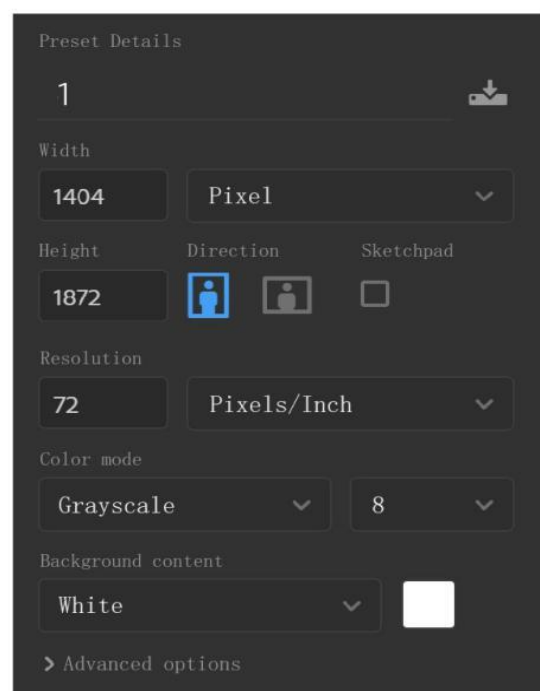 Preset Details
1
Width
1404 Pixel
Height Direction Sketchpad
1872
Resolution
72 Pixels/Inch
Color mode
Grayscale 8
Background content
White
Advanced options